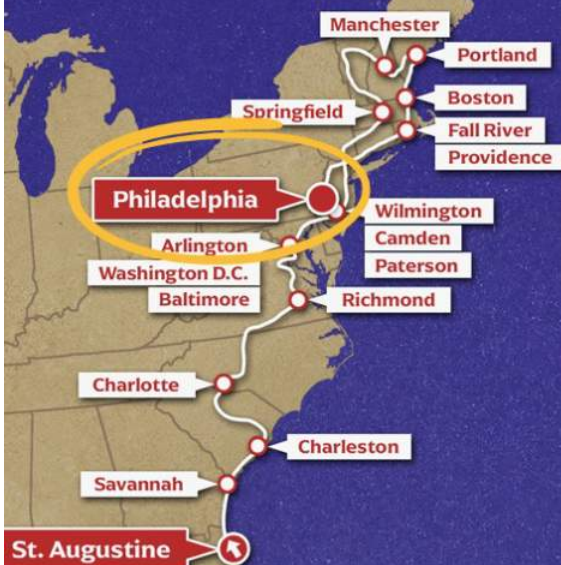 Manchester
Portland
Springfield
Boston
Fall River
Providence
Philadelphia
Wilmington
Arlington
Camden
Washington D.C.
Paterson
Baltimore
Richmond
Charlotte
Charleston
Savannah
St. Augustine